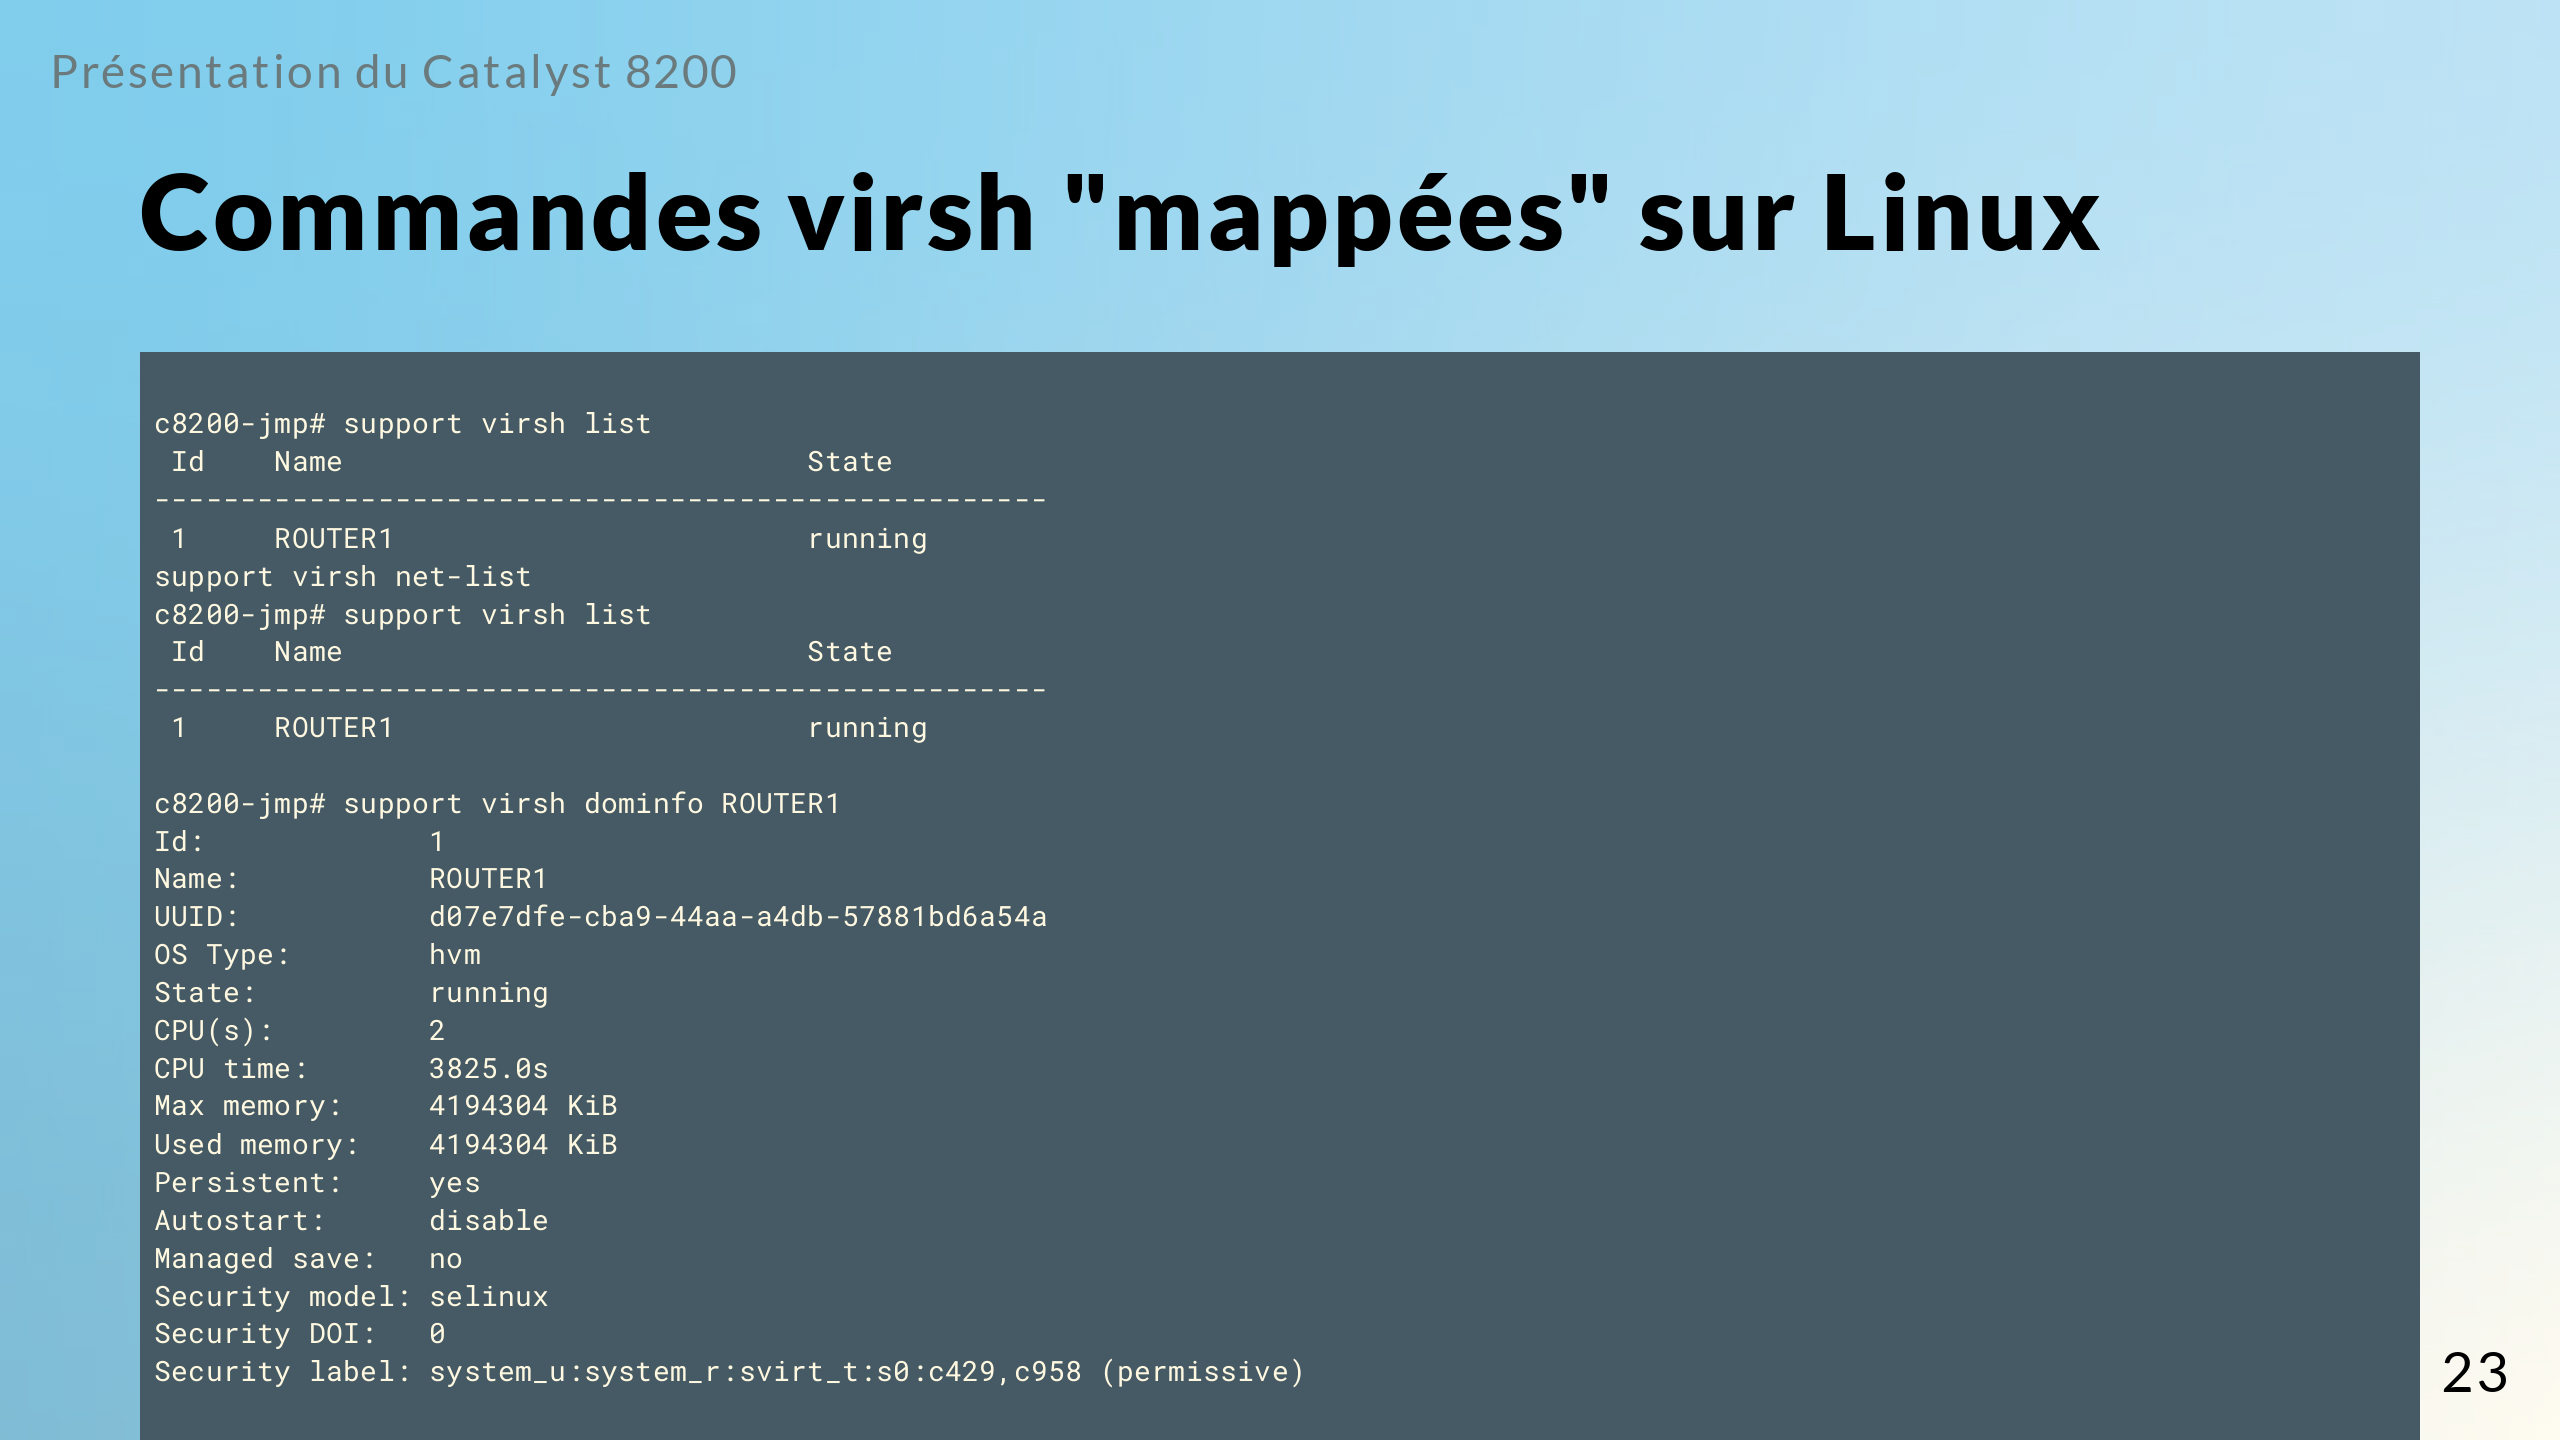 Présentation du Catalyst 8200
Commandes virsh "mappées" sur Linux
c8200-jmp# support virsh list
 Id    Name                           State
----------------------------------------------------
 1     ROUTER1                        running
support virsh net-list
c8200-jmp# support virsh list
 Id    Name                           State
----------------------------------------------------
 1     ROUTER1                        running
c8200-jmp# support virsh dominfo ROUTER1
Id:             1
Name:           ROUTER1
UUID:           d07e7dfe-cba9-44aa-a4db-57881bd6a54a
OS Type:        hvm
State:          running
CPU(s):         2
CPU time:       3825.0s
Max memory:     4194304 KiB
Used memory:    4194304 KiB
Persistent:     yes
Autostart:      disable
Managed save:   no
Security model: selinux
Security DOI:   0
Security label: system_u:system_r:svirt_t:s0:c429,c958 (permissive)
23